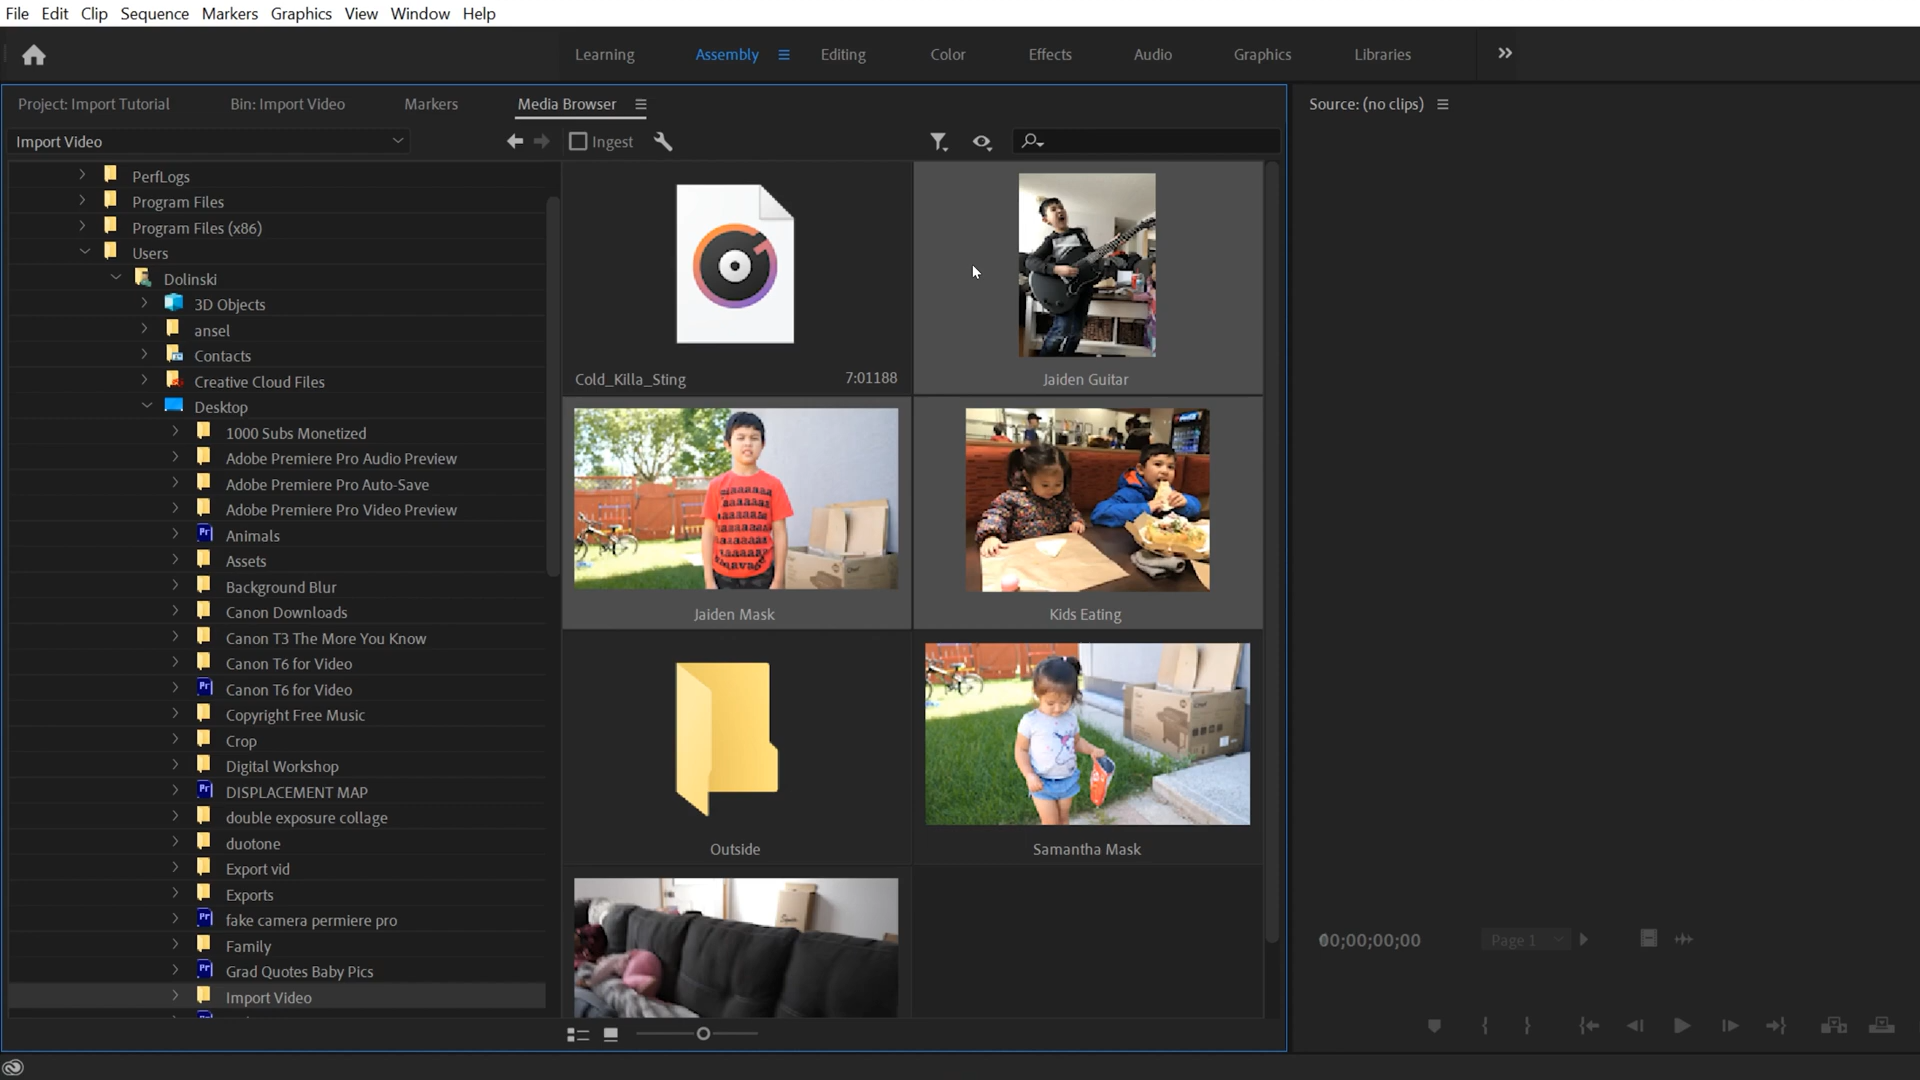 File Edit Clip Sequence Markers Graphics View Window Help
Learning Assembly Editing Color Effects Audio Graphics Libraries
Project: Import Tutorial Bin: Import Video Markers Media Browser
Source: (no clips)
Import Video
Ingest
PerfLogs
Program Files
Program Files (x86)
Users
Dolinski
3D Objects
ansel
Contacts
Creative Cloud Files
Desktop
1000 Subs Monetized
Adobe Premiere Pro Audio Preview
Adobe Premiere Pro Auto-Save
Adobe Premiere Pro Video Preview
Animals
Assets
Background Blur
Canon Downloads
Canon T3 The More You Know
Canon T6 for Video
Canon T6 for Video
Copyright Free Music
Crop
Digital Workshop
DISPLACEMENT MAP
double exposure collage
duotone
Export vid
Exports
fake camera permiere pro
Family
Grad Quotes Baby Pics
Import Video
Cold_Killa_Sting 7:01188
Jaiden Guitar
Jaiden Mask
Kids Eating
Outside
Samantha Mask
00;00;00;00
Page 1